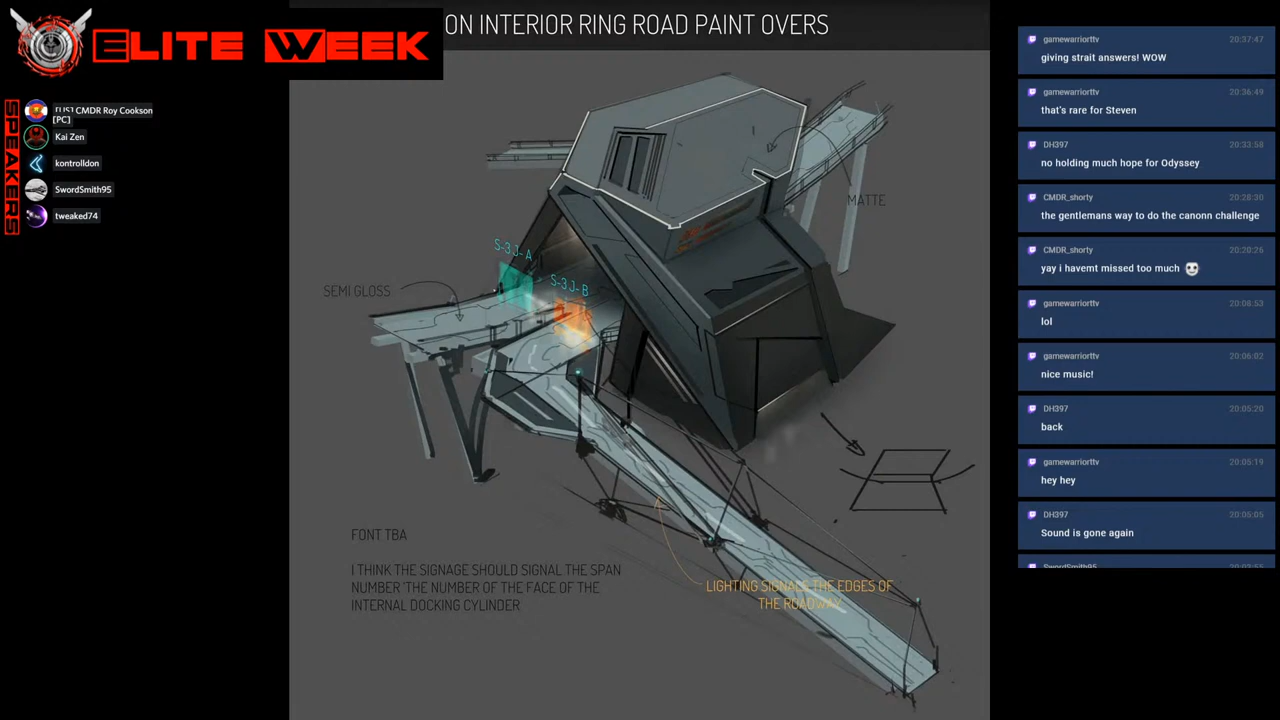 ELITE WEEK
ON INTERIOR RING ROAD PAINT OVERS
SPEAKERS
[US] CMDR Roy Cookson
[PC]
Kai Zen
kontrolldon
SwordSmith95
tweaked74
MATTE
S-3 J-A
S-3 J-B
SEMI GLOSS
FONT TBA
I THINK THE SIGNAGE SHOULD SIGNAL THE SPAN
NUMBER 'THE NUMBER OF THE FACE OF THE
INTERNAL DOCKING CYLINDER
LIGHTING SIGNALS THE EDGES OF
THE ROADWAY
gamewarriorttv 20:37:47
giving strait answers! WOW
gamewarriorttv 20:36:49
that's rare for Steven
DH397 20:33:58
no holding much hope for Odyssey
CMDR_shorty 20:28:30
the gentlemans way to do the canonn challenge
CMDR_shorty 20:20:26
yay i havemt missed too much
gamewarriorttv 20:08:53
lol
gamewarriorttv 20:06:02
nice music!
DH397 20:05:20
back
gamewarriorttv 20:05:19
hey hey
DH397 20:05:05
Sound is gone again